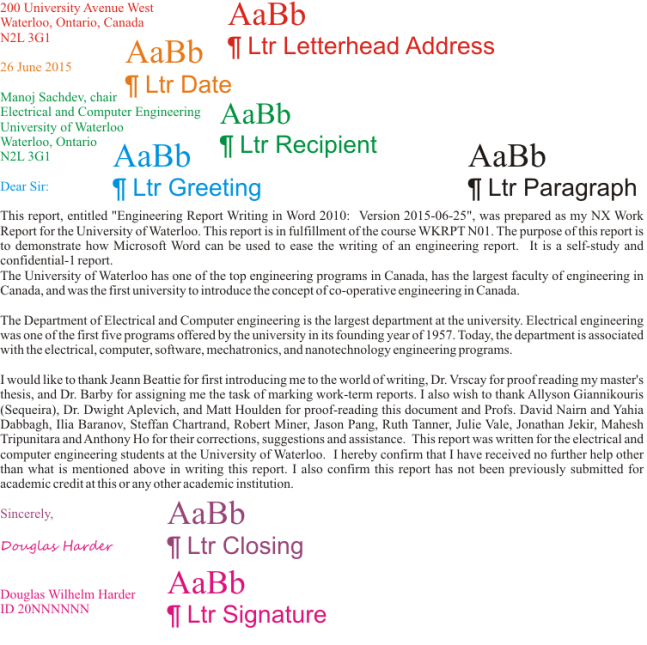 200 University Avenue West
Waterloo, Ontario, Canada
N2L 3G1
AaBb
¶ Ltr Letterhead Address
26 June 2015
AaBb
¶ Ltr Date
Manoj Sachdev, chair
Electrical and Computer Engineering
University of Waterloo
Waterloo, Ontario
N2L 3G1
AaBb
¶ Ltr Recipient
Dear Sir:
AaBb
¶ Ltr Greeting
AaBb
¶ Ltr Paragraph
This report, entitled "Engineering Report Writing in Word 2010:  Version 2015-06-25", was prepared as my NX Work
Report for the University of Waterloo. This report is in fulfillment of the course WKRPT N01. The purpose of this report is
to demonstrate how Microsoft Word can be used to ease the writing of an engineering report.  It is a self-study and
confidential-1 report.
The University of Waterloo has one of the top engineering programs in Canada, has the largest faculty of engineering in
Canada, and was the first university to introduce the concept of co-operative engineering in Canada.
The Department of Electrical and Computer engineering is the largest department at the university. Electrical engineering
was one of the first five programs offered by the university in its founding year of 1957. Today, the department is associated
with the electrical, computer, software, mechatronics, and nanotechnology engineering programs.
I would like to thank Jeann Beattie for first introducing me to the world of writing, Dr. Vrscay for proof reading my master's
thesis, and Dr. Barby for assigning me the task of marking work-term reports. I also wish to thank Allyson Giannikouris
(Sequeira), Dr. Dwight Aplevich, and Matt Houlden for proof-reading this document and Profs. David Nairn and Yahia
Dabbagh, Ilia Baranov, Steffan Chartrand, Robert Miner, Jason Pang, Ruth Tanner, Julie Vale, Jonathan Jekir, Mahesh
Tripunitara and Anthony Ho for their corrections, suggestions and assistance.  This report was written for the electrical and
computer engineering students at the University of Waterloo.  I hereby confirm that I have received no further help other
than what is mentioned above in writing this report. I also confirm this report has not been previously submitted for
academic credit at this or any other academic institution.
Sincerely,
AaBb
¶ Ltr Closing
Douglas Harder
Douglas Wilhelm Harder
ID 20NNNNNN
AaBb
¶ Ltr Signature